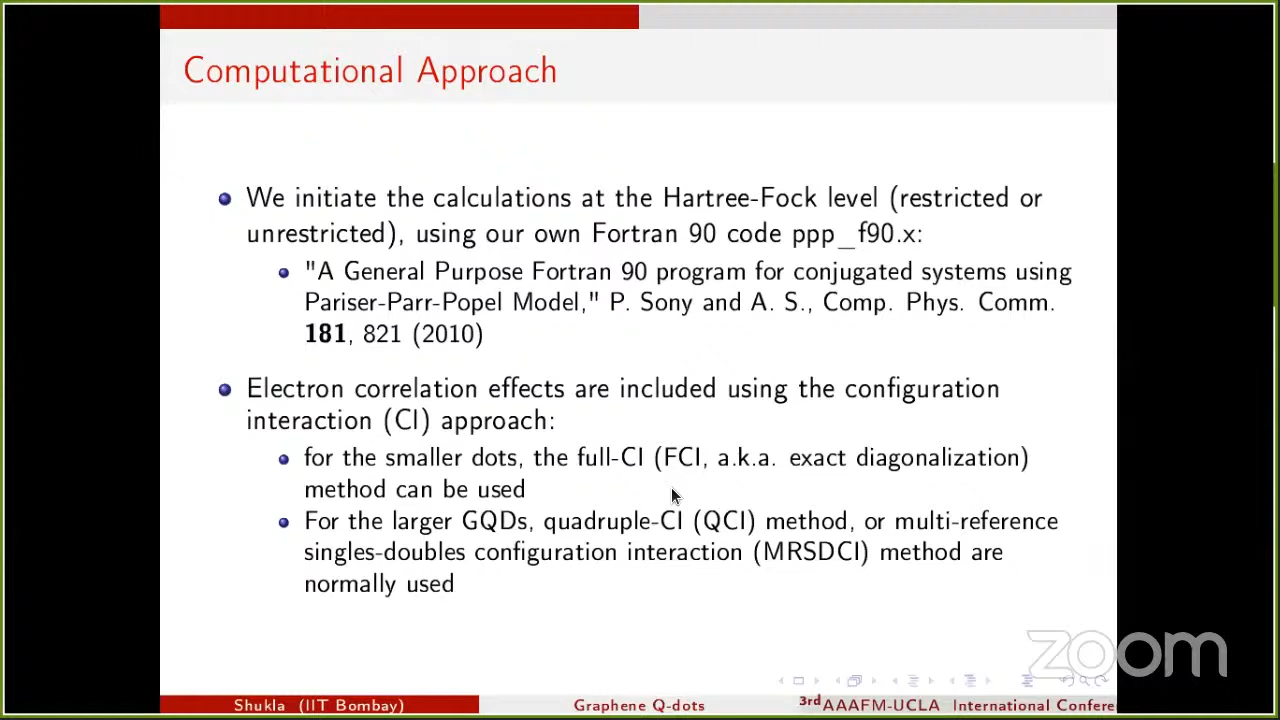 Computational Approach
We initiate the calculations at the Hartree-Fock level (restricted or
unrestricted), using our own Fortran 90 code ppp_f90.x:
"A General Purpose Fortran 90 program for conjugated systems using
Pariser-Parr-Popel Model," P. Sony and A. S., Comp. Phys. Comm.
181, 821 (2010)
Electron correlation effects are included using the configuration
interaction (CI) approach:
for the smaller dots, the full-CI (FCI, a.k.a. exact diagonalization)
method can be used
For the larger GQDs, quadruple-CI (QCI) method, or multi-reference
singles-doubles configuration interaction (MRSDCI) method are
normally used
zoom
Shukla (IIT Bombay) Graphene Q-dots 3rd AAAFM-UCLA International Confere